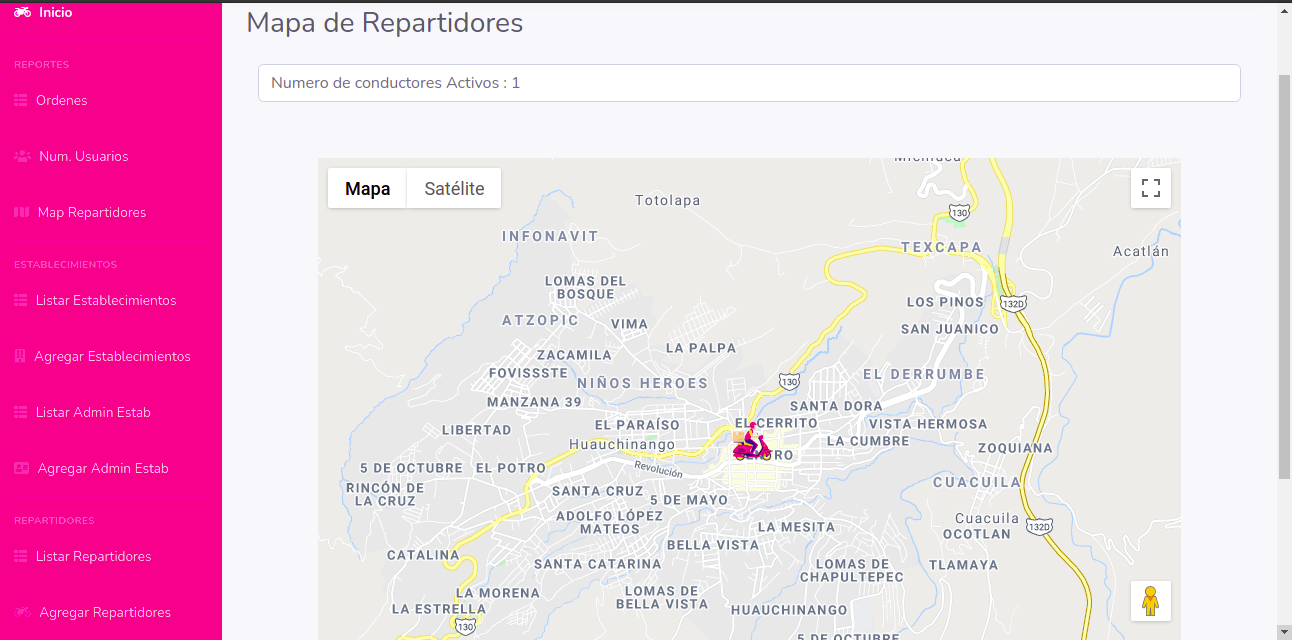 Inicio
REPORTES
Ordenes
Num. Usuarios
Map Repartidores
ESTABLECIMIENTOS
Listar Establecimientos
Agregar Establecimientos
Listar Admin Estab
Agregar Admin Estab
REPARTIDORES
Listar Repartidores
Agregar Repartidores
Mapa de Repartidores
Numero de conductores Activos : 1
Mapa
Satélite
Totolapa
130
INFONAVIT
TEXCAPA
Acatlán
LOMAS DEL
BOSQUE
LOS PINOS
132D
ATZOPIC
VIMA
SAN JUANICO
LA PALPA
ZACAMILA
FOVISSSTE
NIÑOS HEROES
130
EL DERRUMBE
MANZANA 39
SANTA DORA
EL PARAÍSO
EL CERRITO
VISTA HERMOSA
LIBERTAD
Huauchinango
LA CUMBRE
ZOQUIANA
5 DE OCTUBRE
EL POTRO
Revolución
RINCÓN DE
LA CRUZ
SANTA CRUZ
5 DE MAYO
CUACUILA
ADOLFO LÓPEZ
MATEOS
LA MESITA
Cuacuila
OCOTLAN
132D
BELLA VISTA
CATALINA
SANTA CATARINA
LOMAS DE
CHAPULTEPEC
TLAMAYA
LA MORENA
LOMAS DE
BELLA VISTA
LA ESTRELLA
HUAUCHINANGO
130
5 DE OCTUBRE